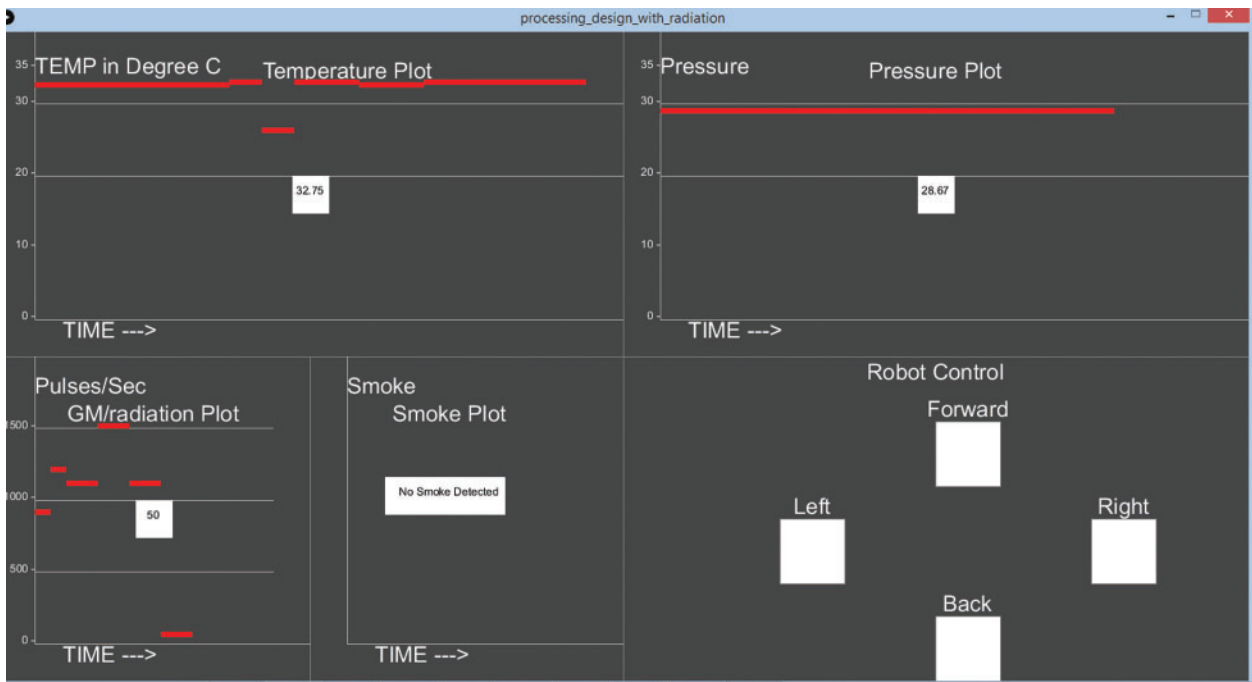 processing_design_with_radiation
TEMP in Degree C
Temperature Plot
35
30
20
10
0
32.75
TIME --->
Pressure
Pressure Plot
35
30
20
10
0
28.67
TIME --->
Pulses/Sec
GM/radiation Plot
1500
1000
500
0
50
TIME --->
Smoke
Smoke Plot
No Smoke Detected
TIME --->
Robot Control
Forward
Left
Right
Back